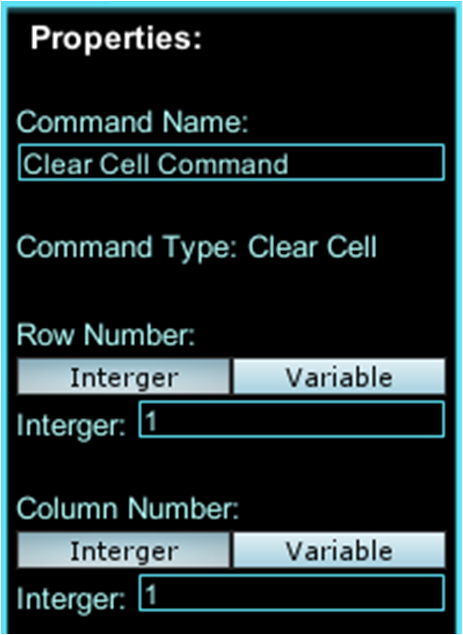 Properties:
Command Name:
Clear Cell Command
Command Type: Clear Cell
Row Number:
Interger Variable
Interger: 1
Column Number:
Interger Variable
Interger: 1